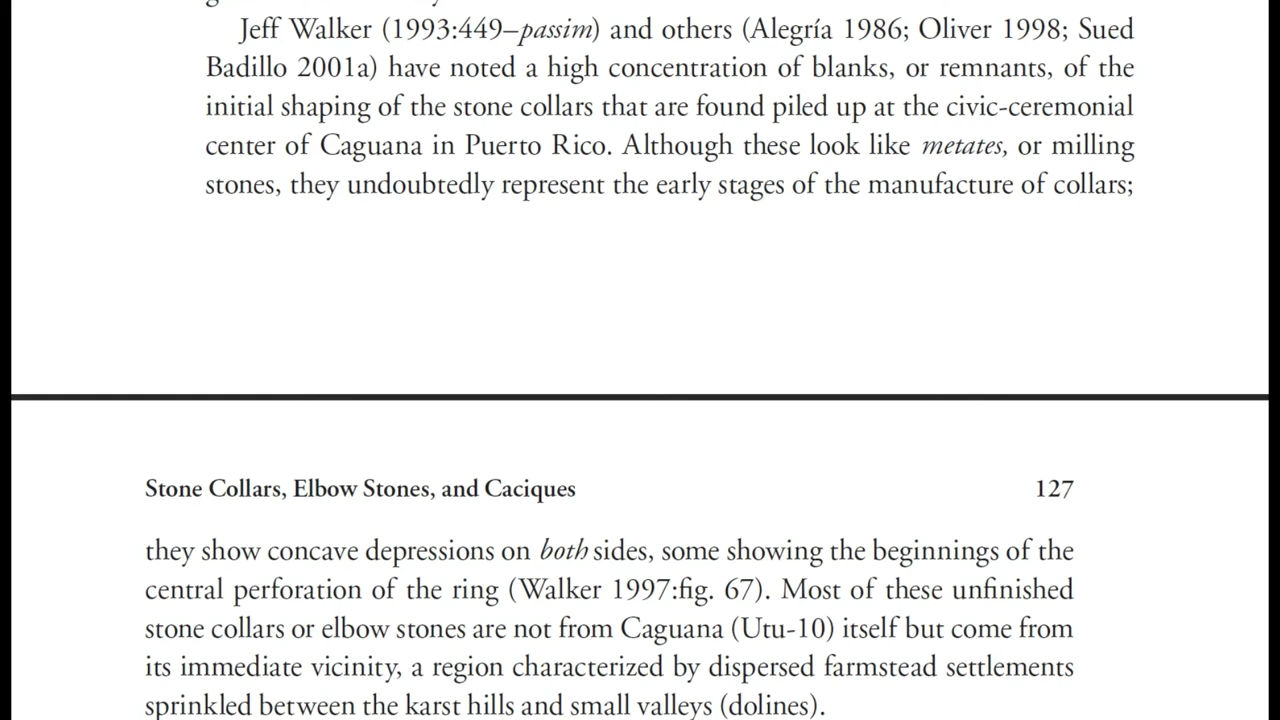 Jeff Walker (1993:449–passim) and others (Alegría 1986; Oliver 1998; Sued
Badillo 2001a) have noted a high concentration of blanks, or remnants, of the
initial shaping of the stone collars that are found piled up at the civic-ceremonial
center of Caguana in Puerto Rico. Although these look like metates, or milling
stones, they undoubtedly represent the early stages of the manufacture of collars;
Stone Collars, Elbow Stones, and Caciques 127
they show concave depressions on both sides, some showing the beginnings of the
central perforation of the ring (Walker 1997:fig. 67). Most of these unfinished
stone collars or elbow stones are not from Caguana (Utu-10) itself but come from
its immediate vicinity, a region characterized by dispersed farmstead settlements
sprinkled between the karst hills and small valleys (dolines).